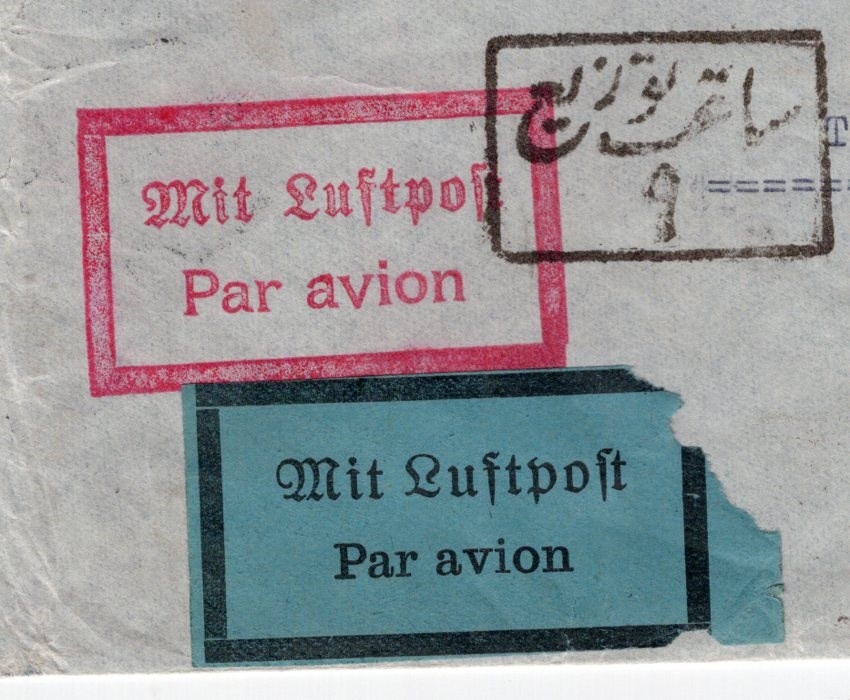 Mit Luftpost
Par avion
ساعت توزیع
۹
T
=======
Mit Luftpost
Par avion